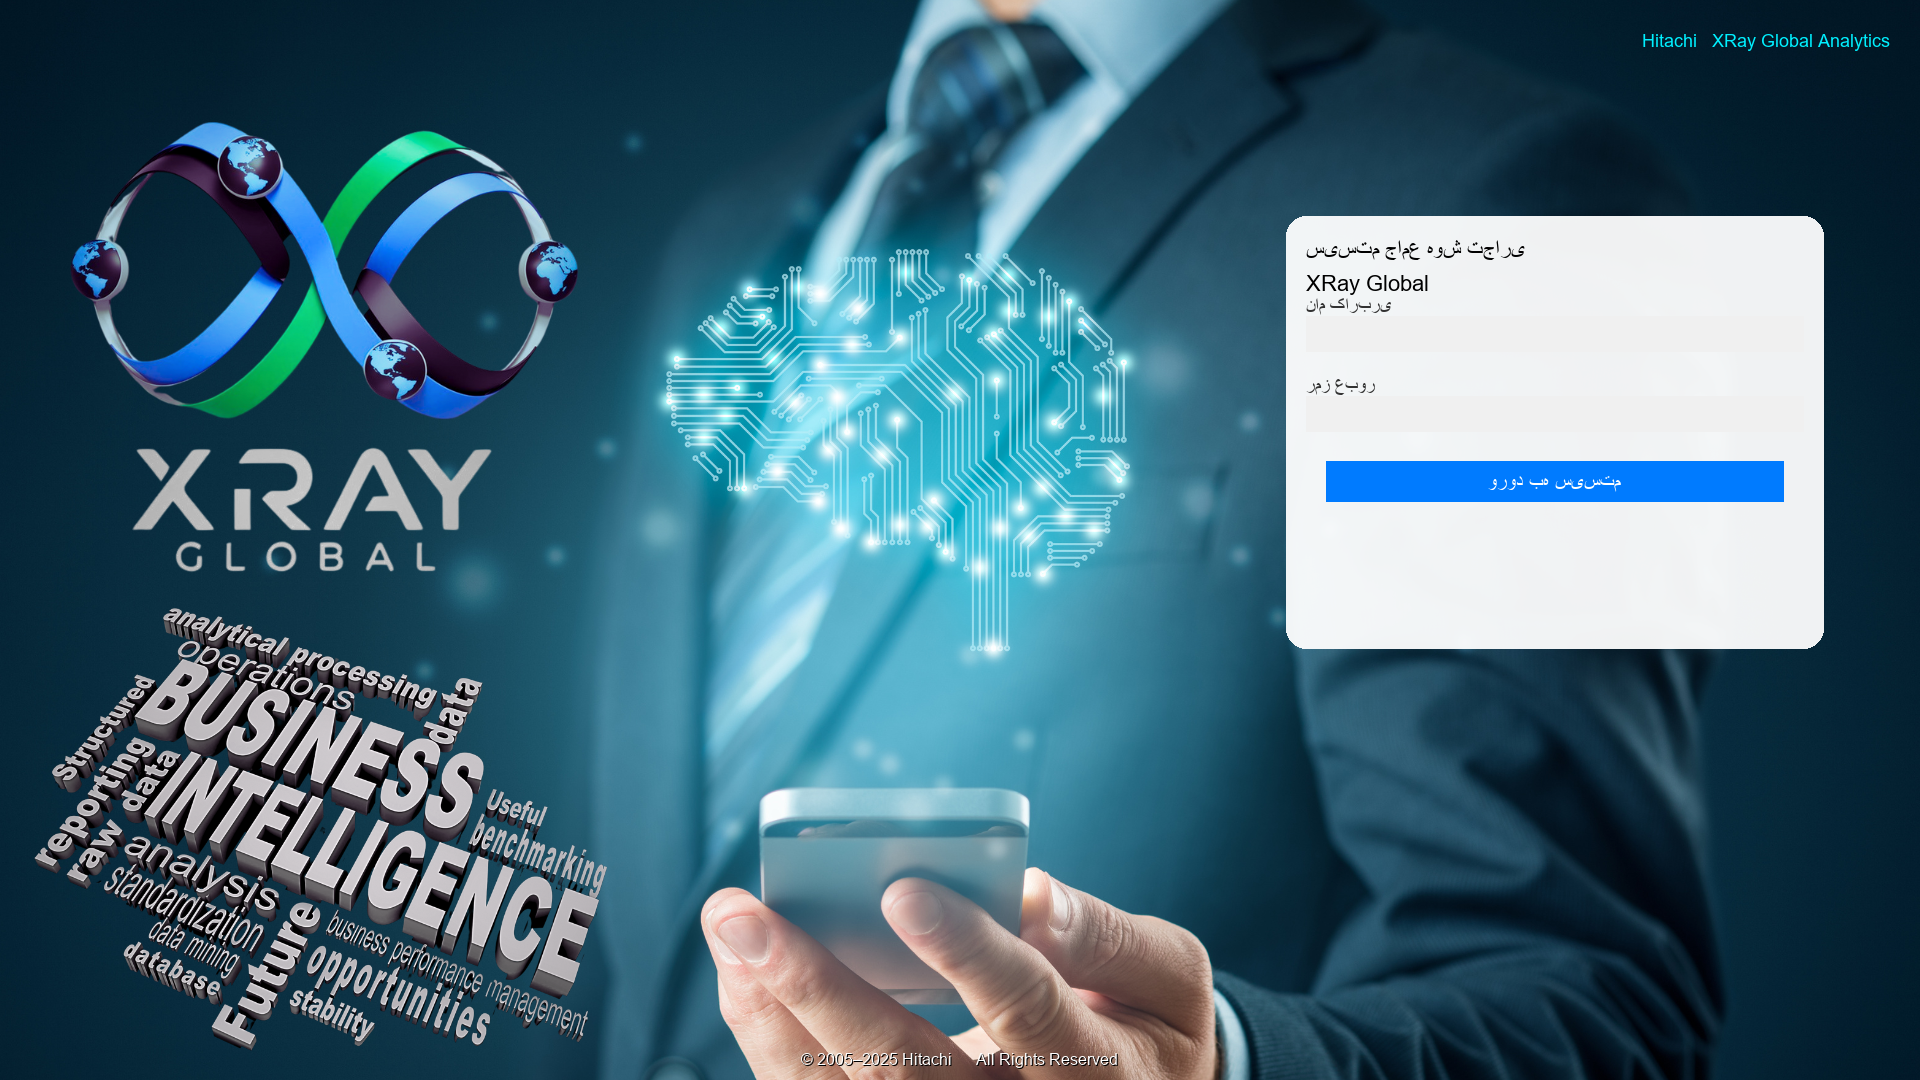 Hitachi XRay Global Analytics
XRAY
GLOBAL
سیستم جامع هوش تجاری
XRay Global
نام کاربری
رمز عبور
ورود به سیستم
analytical processing
operations
data
Structured
BUSINESS
reporting
data
INTELLIGENCE
Useful
benchmarking
raw
analysis
standardization
data mining
database
Future
business performance management
opportunities
stability
© 2005–2025 Hitachi All Rights Reserved